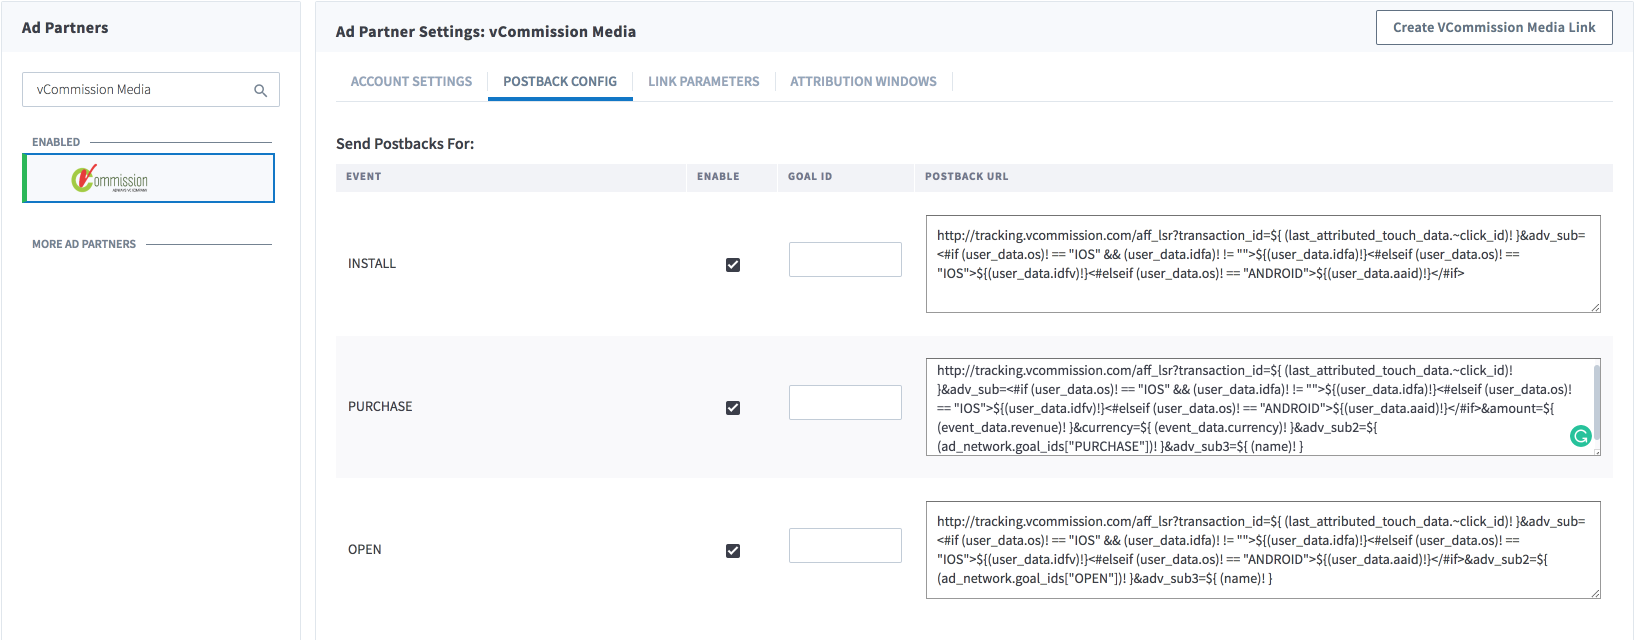 Ad Partners
vCommission Media
ENABLED
Commission
MORE AD PARTNERS
Ad Partner Settings: vCommission Media
Create VCommission Media Link
ACCOUNT SETTINGS
POSTBACK CONFIG
LINK PARAMETERS
ATTRIBUTION WINDOWS
Send Postbacks For:
EVENT
ENABLE
GOAL ID
POSTBACK URL
INSTALL
http://tracking.vcommission.com/aff_lsr?transaction_id=${ (last_attributed_touch_data.~click_id)! }&adv_sub=
<#if (user_data.os)! == "IOS" && (user_data.idfa)! != "">${(user_data.idfa)!}<#elseif (user_data.os)! ==
"IOS">${(user_data.idfv)!}<#elseif (user_data.os)! == "ANDROID">${(user_data.aaid)!}</#if>
PURCHASE
http://tracking.vcommission.com/aff_lsr?transaction_id=${ (last_attributed_touch_data.~click_id)!
}&adv_sub=<#if (user_data.os)! == "IOS" && (user_data.idfa)! != "">${(user_data.idfa)!}<#elseif (user_data.os)!
== "IOS">${(user_data.idfv)!}<#elseif (user_data.os)! == "ANDROID">${(user_data.aaid)!}</#if>&amount=${
(event_data.revenue)! }&currency=${ (event_data.currency)! }&adv_sub2=${
(ad_network.goal_ids["PURCHASE"])! }&adv_sub3=${ (name)! }
OPEN
http://tracking.vcommission.com/aff_lsr?transaction_id=${ (last_attributed_touch_data.~click_id)! }&adv_sub=
<#if (user_data.os)! == "IOS" && (user_data.idfa)! != "">${(user_data.idfa)!}<#elseif (user_data.os)! ==
"IOS">${(user_data.idfv)!}<#elseif (user_data.os)! == "ANDROID">${(user_data.aaid)!}</#if>&adv_sub2=${
(ad_network.goal_ids["OPEN"])! }&adv_sub3=${ (name)! }